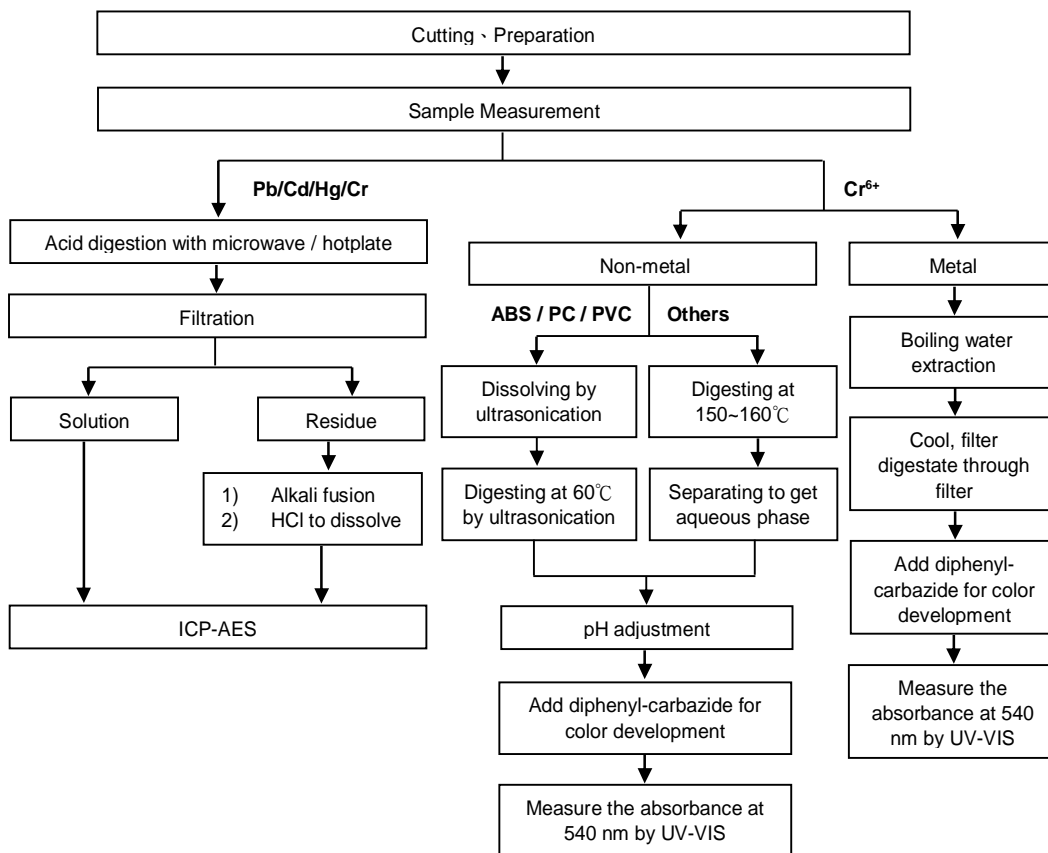 Cutting、Preparation
Sample Measurement
Pb/Cd/Hg/Cr
Cr⁶⁺
Acid digestion with microwave / hotplate
Non-metal
Metal
Filtration
ABS / PC / PVC
Others
Boiling water
extraction
Solution
Residue
Dissolving by
ultrasonication
Digesting at
150~160℃
Cool, filter
digestate through
filter
1) Alkali fusion
2) HCl to dissolve
Digesting at 60℃
by ultrasonication
Separating to get
aqueous phase
Add diphenyl-
carbazide for color
development
ICP-AES
pH adjustment
Measure the
absorbance at 540
nm by UV-VIS
Add diphenyl-carbazide for
color development
Measure the absorbance at
540 nm by UV-VIS